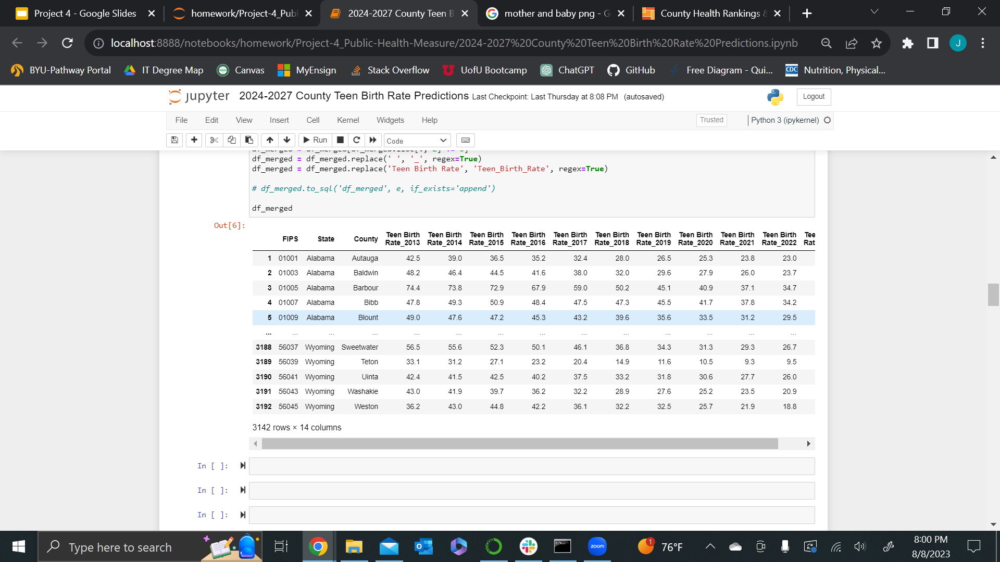 Project 4 - Google Slides
homework/Project-4_Publ
2024-2027 County Teen B
mother and baby png - G
County Health Rankings &
localhost:8888/notebooks/homework/Project-4_Public-Health-Measure/2024-2027%20County%20Teen%20Birth%20Rate%20Predictions.ipynb
J
BYU-Pathway Portal IT Degree Map Canvas MyEnsign Stack Overflow UofU Bootcamp ChatGPT GitHub Free Diagram - Qui... CDC Nutrition, Physical...
jupyter 2024-2027 County Teen Birth Rate Predictions Last Checkpoint: Last Thursday at 8:08 PM (autosaved) Logout
File Edit View Insert Cell Kernel Widgets Help Trusted Python 3 (ipykernel)
Run Code
df_merged = df_merged.replace(' ', '_', regex=True)
df_merged = df_merged.replace('Teen Birth Rate', 'Teen_Birth_Rate', regex=True)
# df_merged.to_sql('df_merged', e, if_exists='append')
df_merged
Out[6]:
FIPS State County Teen Birth Rate_2013 Teen Birth Rate_2014 Teen Birth Rate_2015 Teen Birth Rate_2016 Teen Birth Rate_2017 Teen Birth Rate_2018 Teen Birth Rate_2019 Teen Birth Rate_2020 Teen Birth Rate_2021 Teen Birth Rate_2022 Tee Rat
1 01001 Alabama Autauga 42.5 39.0 36.5 35.2 32.4 28.0 26.5 25.3 23.8 23.0
2 01003 Alabama Baldwin 48.2 46.4 44.5 41.6 38.0 32.0 29.6 27.9 26.0 23.7
3 01005 Alabama Barbour 74.4 73.8 72.9 67.9 59.0 50.2 45.1 40.9 37.1 34.7
4 01007 Alabama Bibb 47.8 49.3 50.9 48.4 47.5 47.3 45.5 41.7 37.8 34.2
5 01009 Alabama Blount 49.0 47.6 47.2 45.3 43.2 39.6 35.6 33.5 31.2 29.5
... ... ... ... ... ... ... ... ... ... ... ... ... ...
3188 56037 Wyoming Sweetwater 56.5 55.6 52.3 50.1 46.1 36.8 34.3 31.3 29.3 26.7
3189 56039 Wyoming Teton 33.1 31.2 27.1 23.2 20.4 14.9 11.6 10.5 9.3 9.5
3190 56041 Wyoming Uinta 42.4 41.5 42.5 40.2 37.5 33.2 31.8 30.6 27.7 26.0
3191 56043 Wyoming Washakie 43.0 41.9 39.7 36.2 32.2 28.9 27.6 25.2 23.5 20.9
3192 56045 Wyoming Weston 36.2 43.0 44.8 42.2 36.1 32.2 32.5 25.7 21.9 18.8
3142 rows × 14 columns
In [ ]:
In [ ]:
In [ ]:
Type here to search
zoom
1
76°F
8:00 PM
8/8/2023